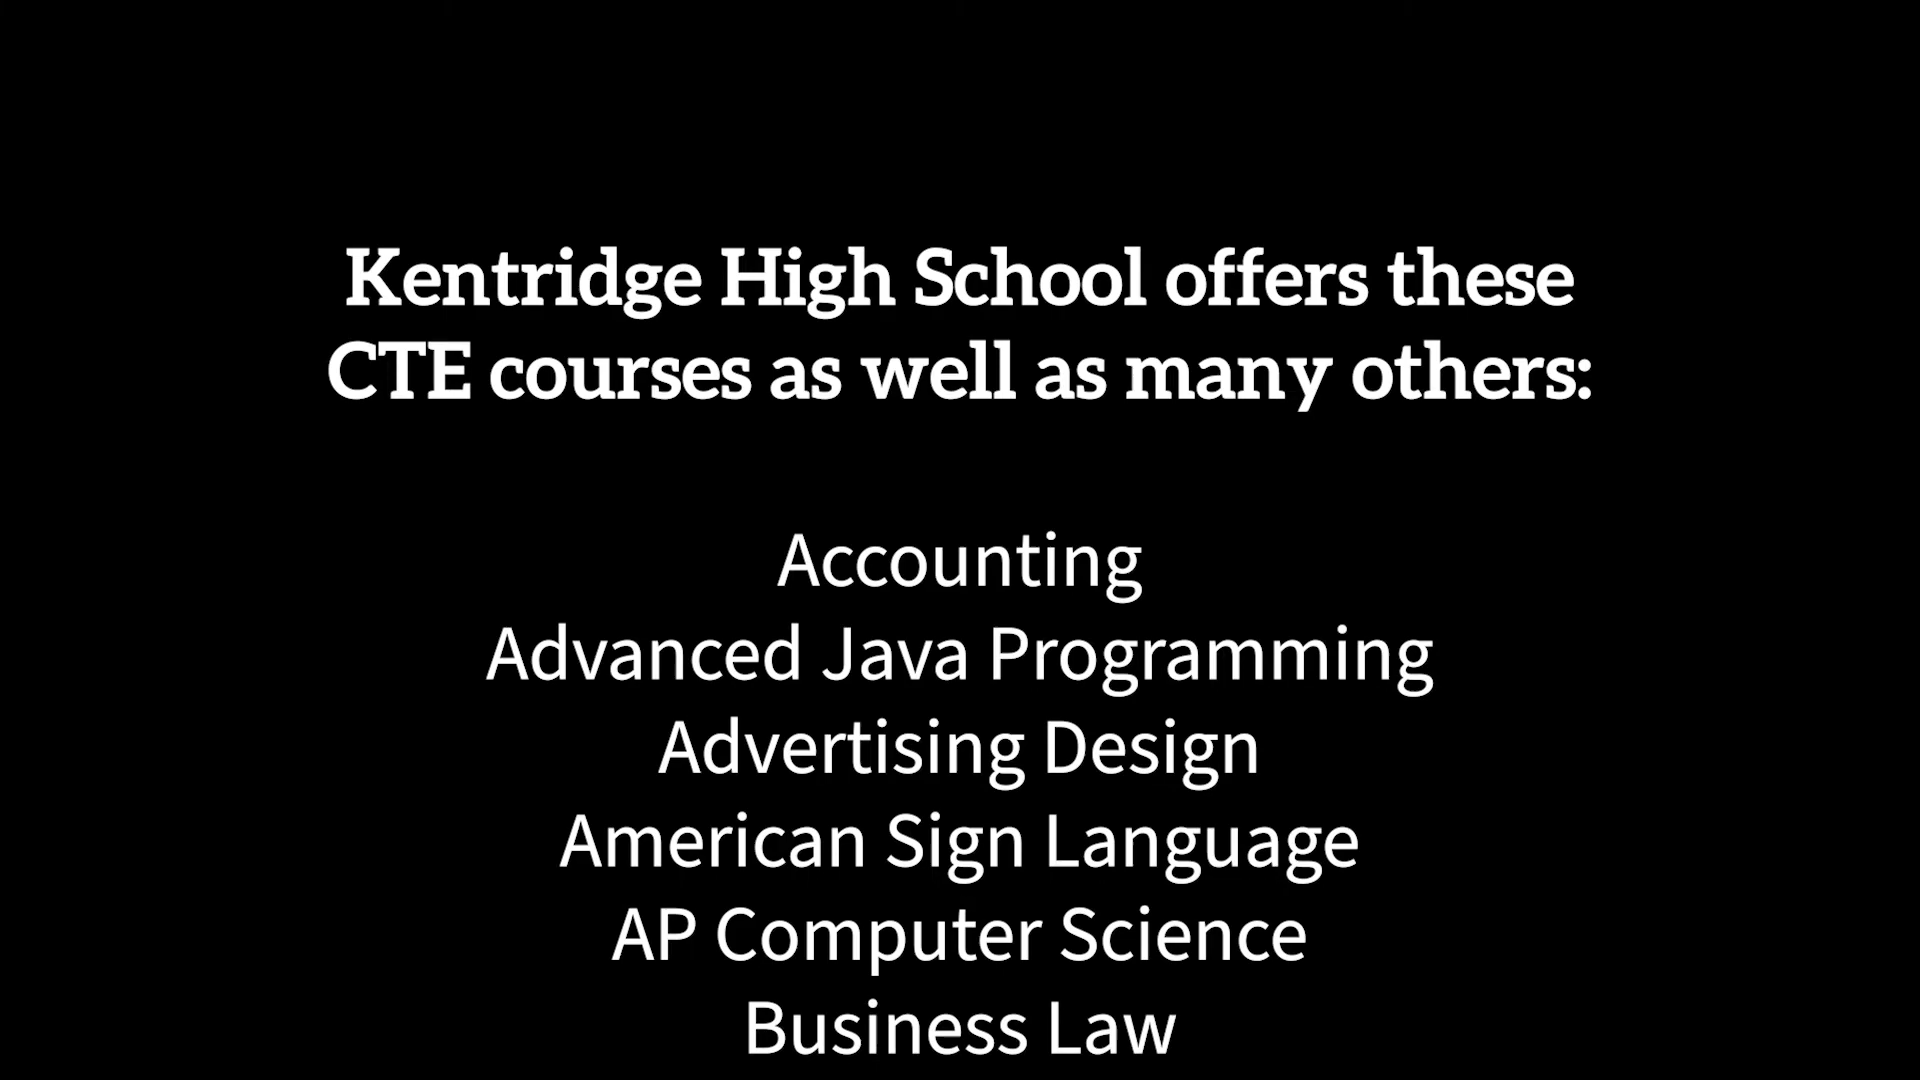 Kentridge High School offers these
CTE courses as well as many others:
Accounting
Advanced Java Programming
Advertising Design
American Sign Language
AP Computer Science
Business Law